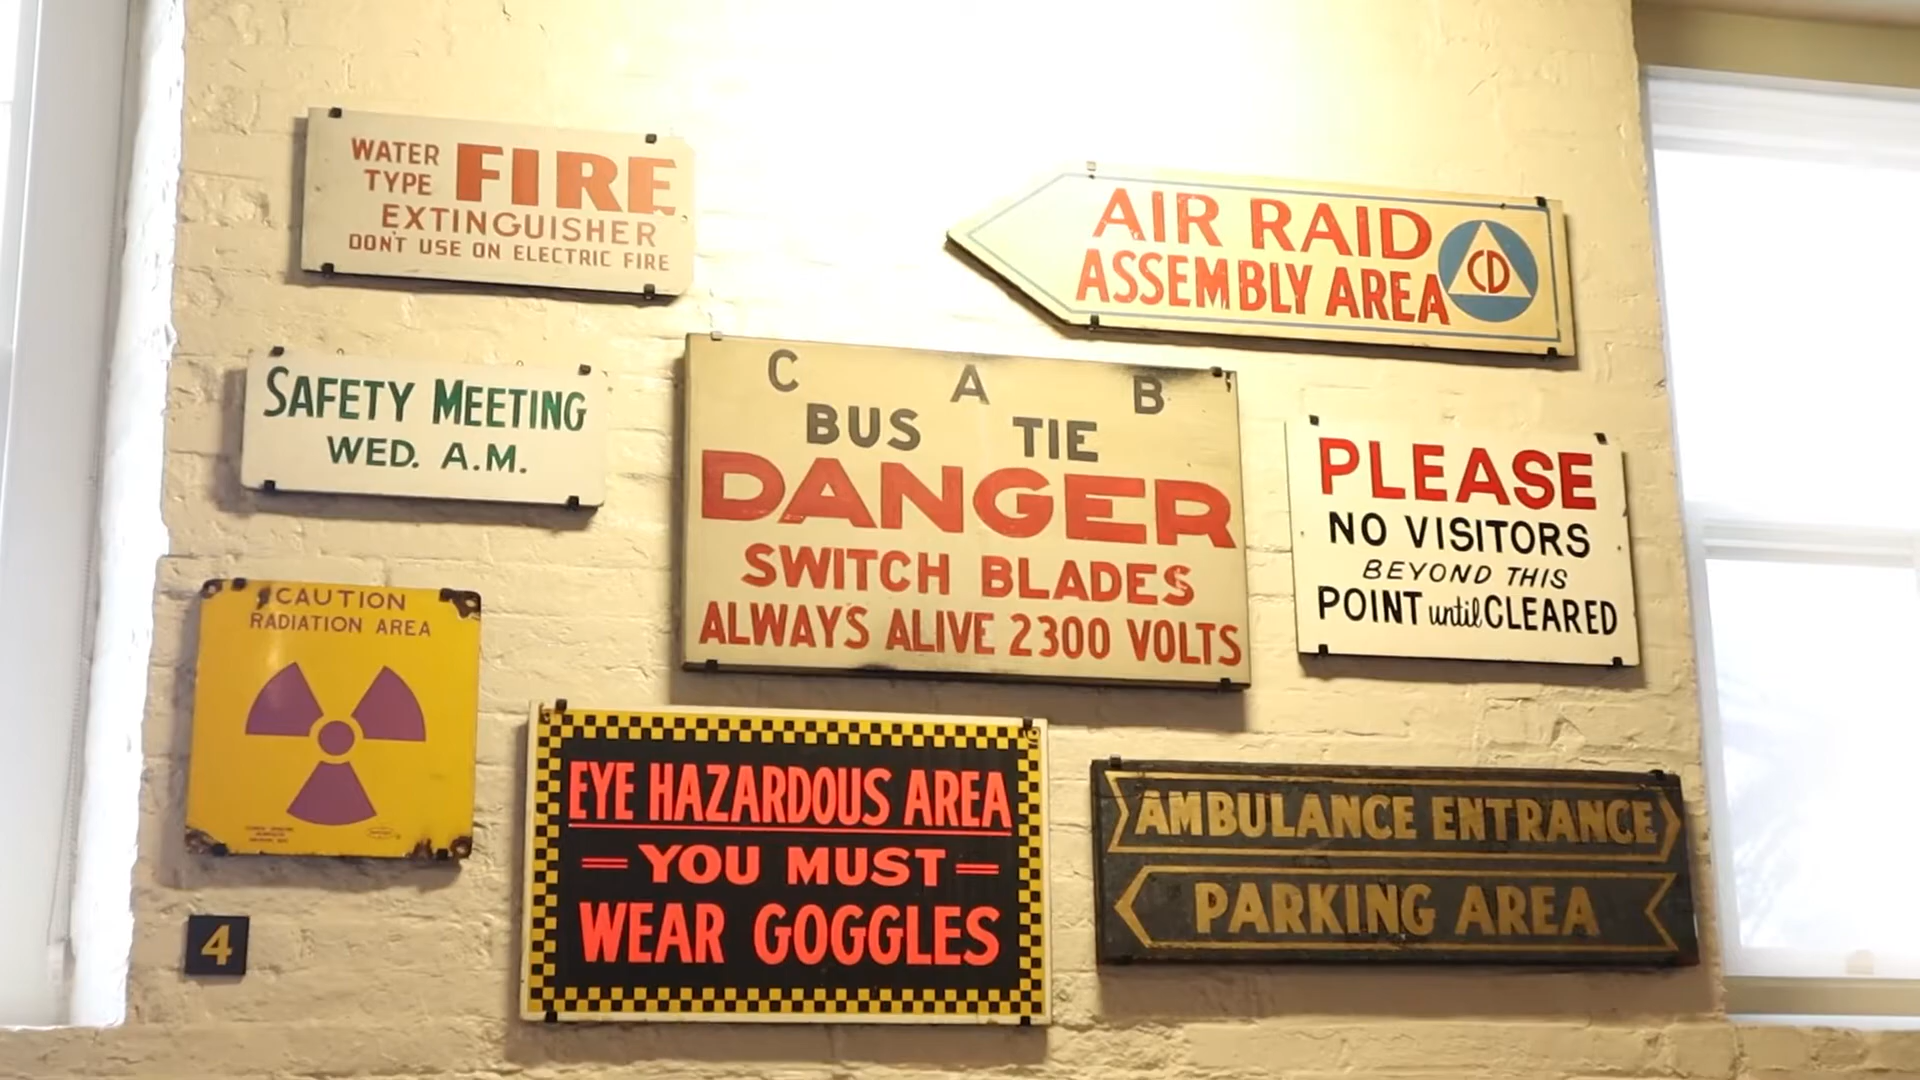 WATER
TYPE
FIRE
EXTINGUISHER
DON'T USE ON ELECTRIC FIRE
AIR RAID
ASSEMBLY AREA
CD
SAFETY MEETING
WED. A.M.
C A B
BUS TIE
DANGER
SWITCH BLADES
ALWAYS ALIVE 2300 VOLTS
PLEASE
NO VISITORS
BEYOND THIS
POINT until CLEARED
CAUTION
RADIATION AREA
EYE HAZARDOUS AREA
YOU MUST
WEAR GOGGLES
AMBULANCE ENTRANCE
PARKING AREA
4